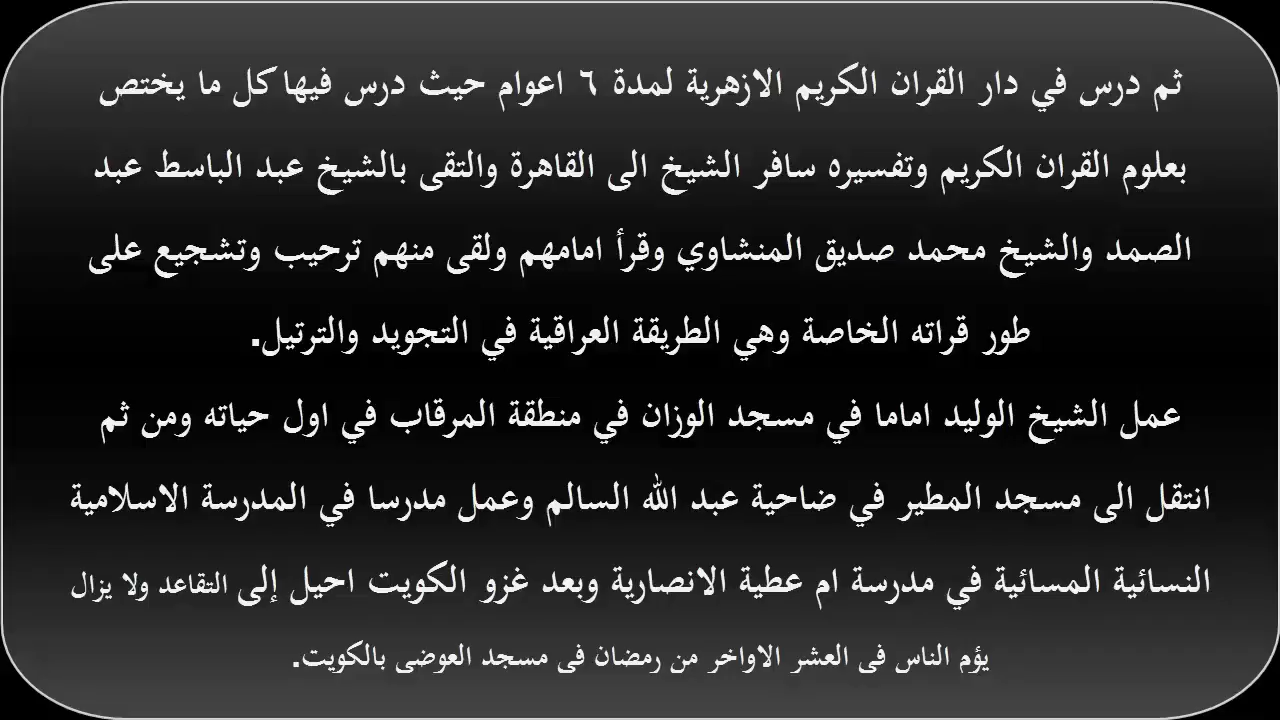 ثم درس في دار القران الكريم الازهرية لمدة ٦ اعوام حيث درس فيها كل ما يختص
بعلوم القران الكريم وتفسيره سافر الشيخ الى القاهرة والتقى بالشيخ عبد الباسط عبد
الصمد والشيخ محمد صديق المنشاوي وقرأ امامهم ولقى منهم ترحيب وتشجيع على
طور قراته الخاصة وهي الطريقة العراقية في التجويد والترتيل.
عمل الشيخ الوليد اماما في مسجد الوزان في منطقة المرقاب في اول حياته ومن ثم
انتقل الى مسجد المطير في ضاحية عبد الله السالم وعمل مدرسا في المدرسة الاسلامية
النسائية المسائية في مدرسة ام عطية الانصارية وبعد غزو الكويت احيل إلى التقاعد ولا يزال
يؤم الناس في العشر الاواخر من رمضان في مسجد العوضي بالكويت.